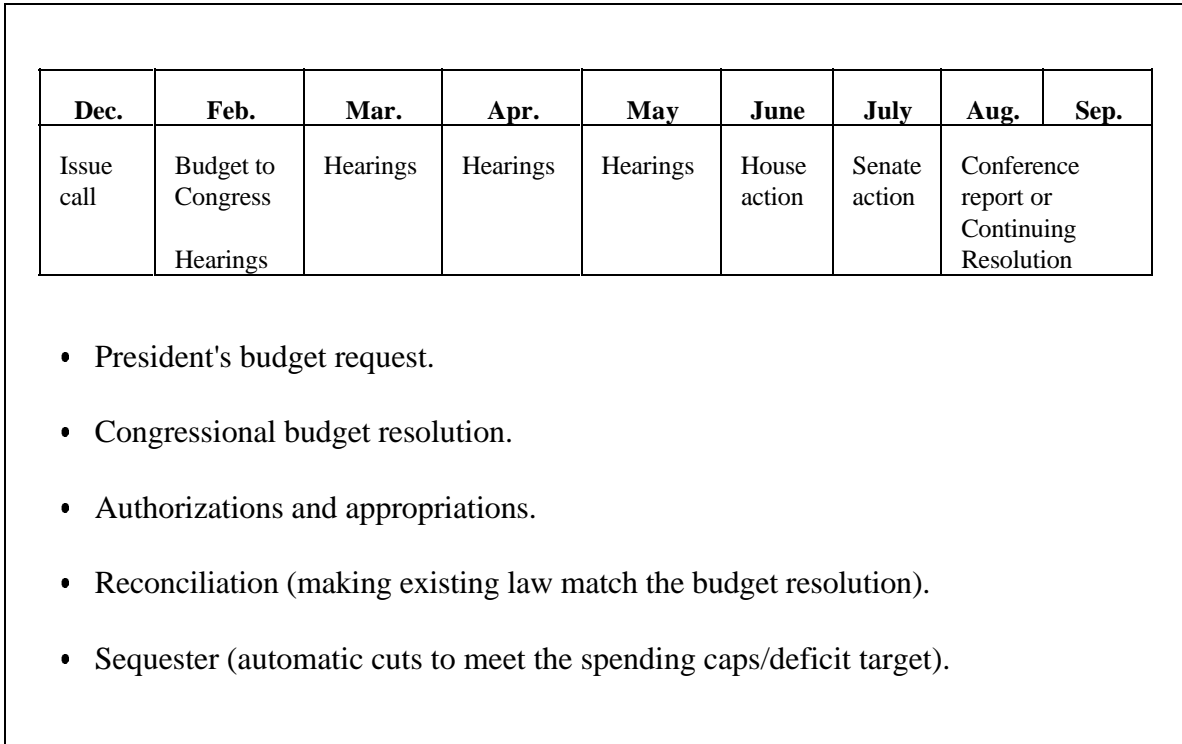 Dec. Feb. Mar. Apr. May June July Aug. Sep.
Issue Budget to Hearings Hearings Hearings House Senate Conference
call Congress action action report or
Continuing
Hearings Resolution
• President's budget request.
• Congressional budget resolution.
• Authorizations and appropriations.
• Reconciliation (making existing law match the budget resolution).
• Sequester (automatic cuts to meet the spending caps/deficit target).